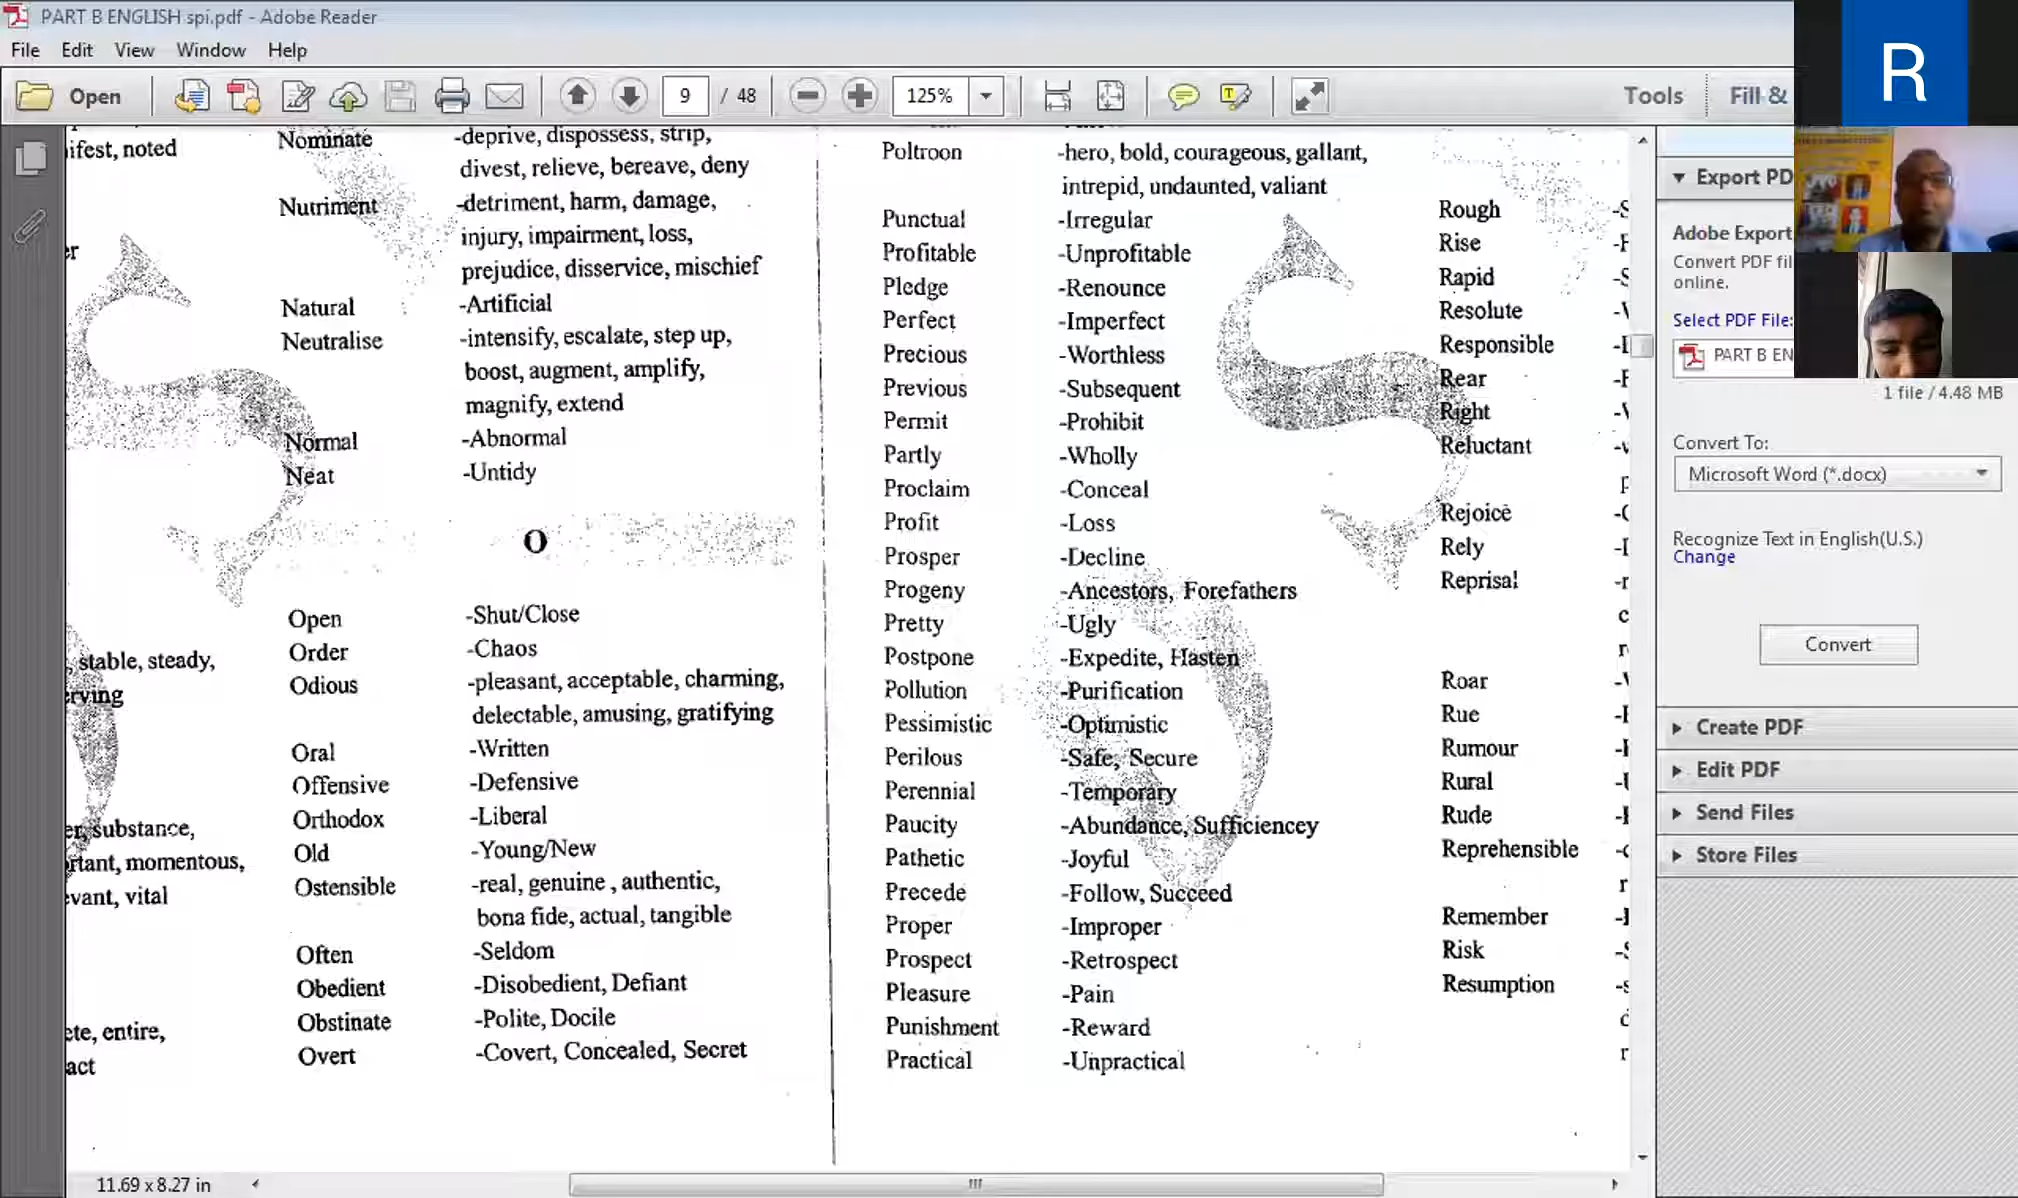 PART B ENGLISH spi.pdf - Adobe Reader
File Edit View Window Help
Open 9 / 48 125% Tools Fill &
R
ifest, noted
er
stable, steady,
erving
substance,
rtant, momentous,
evant, vital
ete, entire,
act
Nominate -deprive, dispossess, strip,
divest, relieve, bereave, deny
Nutriment -detriment, harm, damage,
injury, impairment, loss,
prejudice, disservice, mischief
Natural -Artificial
Neutralise -intensify, escalate, step up,
boost, augment, amplify,
magnify, extend
Normal -Abnormal
Neat -Untidy
O
Open -Shut/Close
Order -Chaos
Odious -pleasant, acceptable, charming,
delectable, amusing, gratifying
Oral -Written
Offensive -Defensive
Orthodox -Liberal
Old -Young/New
Ostensible -real, genuine , authentic,
bona fide, actual, tangible
Often -Seldom
Obedient -Disobedient, Defiant
Obstinate -Polite, Docile
Overt -Covert, Concealed, Secret
Poltroon -hero, bold, courageous, gallant,
intrepid, undaunted, valiant
Punctual -Irregular
Profitable -Unprofitable
Pledge -Renounce
Perfect -Imperfect
Precious -Worthless
Previous -Subsequent
Permit -Prohibit
Partly -Wholly
Proclaim -Conceal
Profit -Loss
Prosper -Decline
Progeny -Ancestors, Forefathers
Pretty -Ugly
Postpone -Expedite, Hasten
Pollution -Purification
Pessimistic -Optimistic
Perilous -Safe, Secure
Perennial -Temporary
Paucity -Abundance, Sufficiencey
Pathetic -Joyful
Precede -Follow, Succeed
Proper -Improper
Prospect -Retrospect
Pleasure -Pain
Punishment -Reward
Practical -Unpractical
Rough
Rise
Rapid
Resolute
Responsible
Rear
Right
Reluctant
Rejoice
Rely
Reprisal
Roar
Rue
Rumour
Rural
Rude
Reprehensible
Remember
Risk
Resumption
Export PD
Adobe Export
Convert PDF fil
online.
Select PDF File:
PART B EN
1 file / 4.48 MB
Convert To:
Microsoft Word (*.docx)
Recognize Text in English(U.S.)
Change
Convert
Create PDF
Edit PDF
Send Files
Store Files
11.69 x 8.27 in